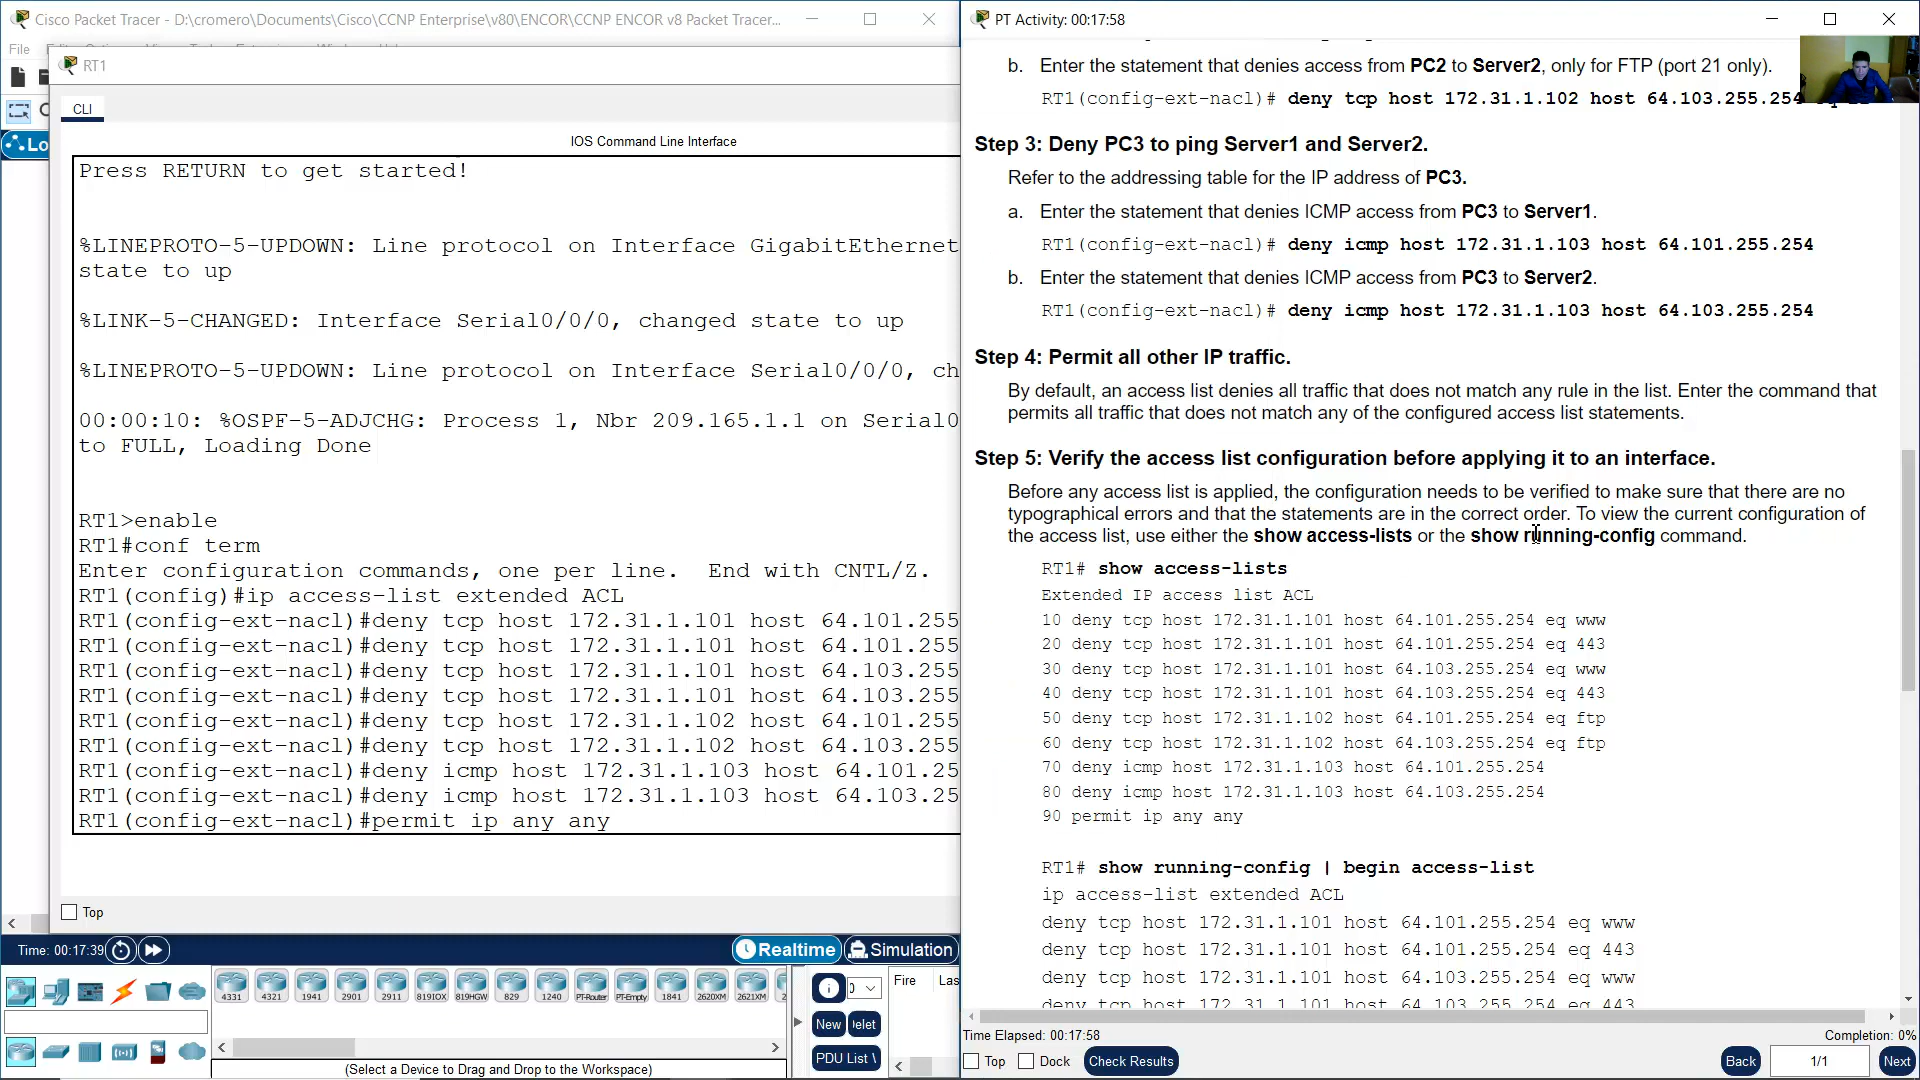 Cisco Packet Tracer - D:\cromero\Documents\Cisco\CCNP Enterprise\v80\ENCOR\CCNP ENCOR v8 Packet Tracer...
File
RT1
CLI
IOS Command Line Interface
Press RETURN to get started!
%LINEPROTO-5-UPDOWN: Line protocol on Interface GigabitEthernet
state to up
%LINK-5-CHANGED: Interface Serial0/0/0, changed state to up
%LINEPROTO-5-UPDOWN: Line protocol on Interface Serial0/0/0, ch
00:00:10: %OSPF-5-ADJCHG: Process 1, Nbr 209.165.1.1 on Serial0
to FULL, Loading Done
RT1>enable
RT1#conf term
Enter configuration commands, one per line.  End with CNTL/Z.
RT1(config)#ip access-list extended ACL
RT1(config-ext-nacl)#deny tcp host 172.31.1.101 host 64.101.255
RT1(config-ext-nacl)#deny tcp host 172.31.1.101 host 64.101.255
RT1(config-ext-nacl)#deny tcp host 172.31.1.101 host 64.103.255
RT1(config-ext-nacl)#deny tcp host 172.31.1.101 host 64.103.255
RT1(config-ext-nacl)#deny tcp host 172.31.1.102 host 64.101.255
RT1(config-ext-nacl)#deny tcp host 172.31.1.102 host 64.103.255
RT1(config-ext-nacl)#deny icmp host 172.31.1.103 host 64.101.25
RT1(config-ext-nacl)#deny icmp host 172.31.1.103 host 64.103.25
RT1(config-ext-nacl)#permit ip any any
Top
Time: 00:17:39
Realtime
Simulation
4331 4321 1941 2901 2911 819IOX 819HGW 829 1240 PT-Router PT-Empty 1841 2620XM 2621XM
(Select a Device to Drag and Drop to the Workspace)
0
New
elet
PDU List \
Fire
Las
PT Activity: 00:17:58
b. Enter the statement that denies access from PC2 to Server2, only for FTP (port 21 only).
RT1(config-ext-nacl)# deny tcp host 172.31.1.102 host 64.103.255.254
Step 3: Deny PC3 to ping Server1 and Server2.
Refer to the addressing table for the IP address of PC3.
a. Enter the statement that denies ICMP access from PC3 to Server1.
RT1(config-ext-nacl)# deny icmp host 172.31.1.103 host 64.101.255.254
b. Enter the statement that denies ICMP access from PC3 to Server2.
RT1(config-ext-nacl)# deny icmp host 172.31.1.103 host 64.103.255.254
Step 4: Permit all other IP traffic.
By default, an access list denies all traffic that does not match any rule in the list. Enter the command that
permits all traffic that does not match any of the configured access list statements.
Step 5: Verify the access list configuration before applying it to an interface.
Before any access list is applied, the configuration needs to be verified to make sure that there are no
typographical errors and that the statements are in the correct order. To view the current configuration of
the access list, use either the show access-lists or the show running-config command.
RT1# show access-lists
Extended IP access list ACL
10 deny tcp host 172.31.1.101 host 64.101.255.254 eq www
20 deny tcp host 172.31.1.101 host 64.101.255.254 eq 443
30 deny tcp host 172.31.1.101 host 64.103.255.254 eq www
40 deny tcp host 172.31.1.101 host 64.103.255.254 eq 443
50 deny tcp host 172.31.1.102 host 64.101.255.254 eq ftp
60 deny tcp host 172.31.1.102 host 64.103.255.254 eq ftp
70 deny icmp host 172.31.1.103 host 64.101.255.254
80 deny icmp host 172.31.1.103 host 64.103.255.254
90 permit ip any any
RT1# show running-config | begin access-list
ip access-list extended ACL
deny tcp host 172.31.1.101 host 64.101.255.254 eq www
deny tcp host 172.31.1.101 host 64.101.255.254 eq 443
deny tcp host 172.31.1.101 host 64.103.255.254 eq www
deny tcp host 172.31.1.101 host 64.103.255.254 eq 443
Time Elapsed: 00:17:58
Completion: 0%
Top
Dock
Check Results
Back
1/1
Next